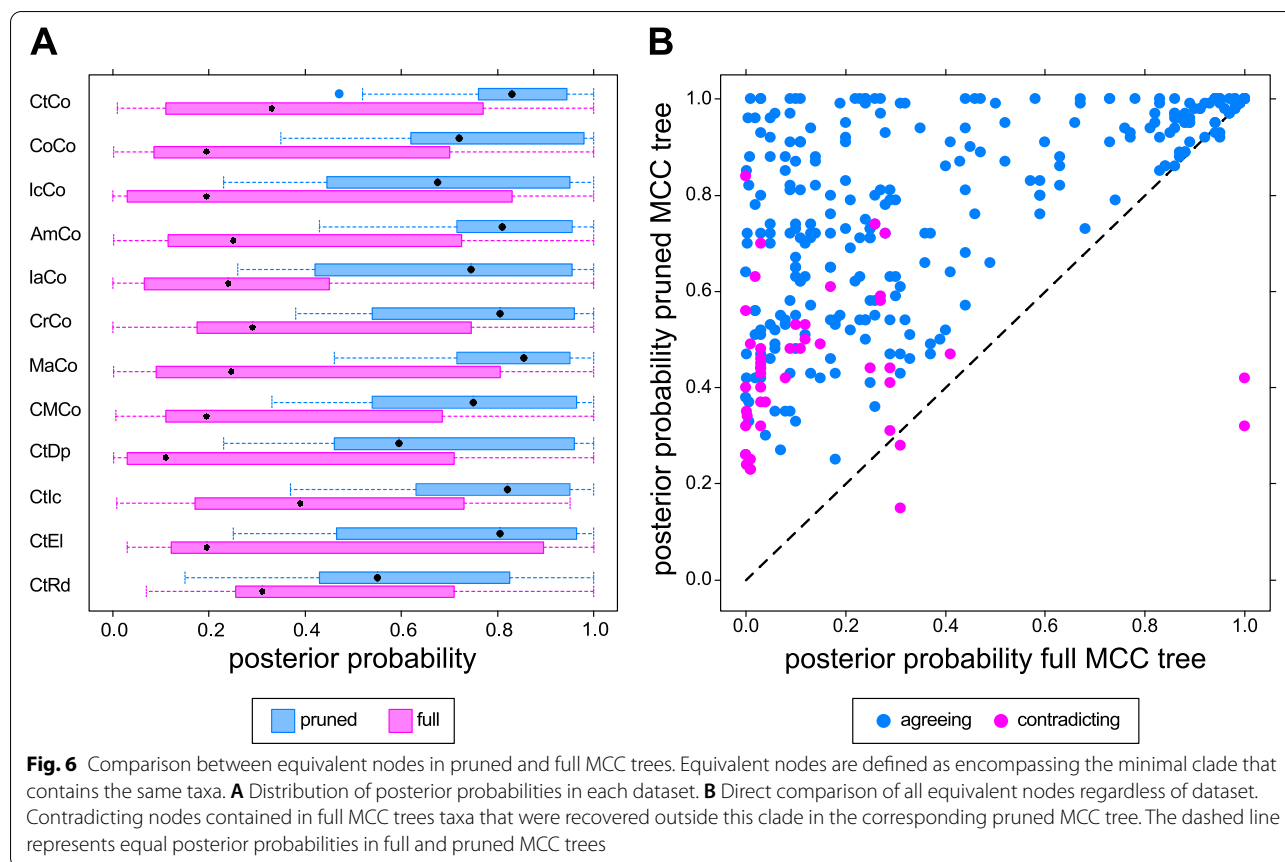 A
CtCo
CoCo
IcCo
AmCo
IaCo
CrCo
MaCo
CMCo
CtDp
CtIc
CtEl
CtRd
0.0 0.2 0.4 0.6 0.8 1.0
posterior probability
pruned full
B
posterior probability pruned MCC tree
1.0
0.8
0.6
0.4
0.2
0.0
0.0 0.2 0.4 0.6 0.8 1.0
posterior probability full MCC tree
agreeing contradicting
Fig. 6 Comparison between equivalent nodes in pruned and full MCC trees. Equivalent nodes are defined as encompassing the minimal clade that
contains the same taxa. A Distribution of posterior probabilities in each dataset. B Direct comparison of all equivalent nodes regardless of dataset.
Contradicting nodes contained in full MCC trees taxa that were recovered outside this clade in the corresponding pruned MCC tree. The dashed line
represents equal posterior probabilities in full and pruned MCC trees